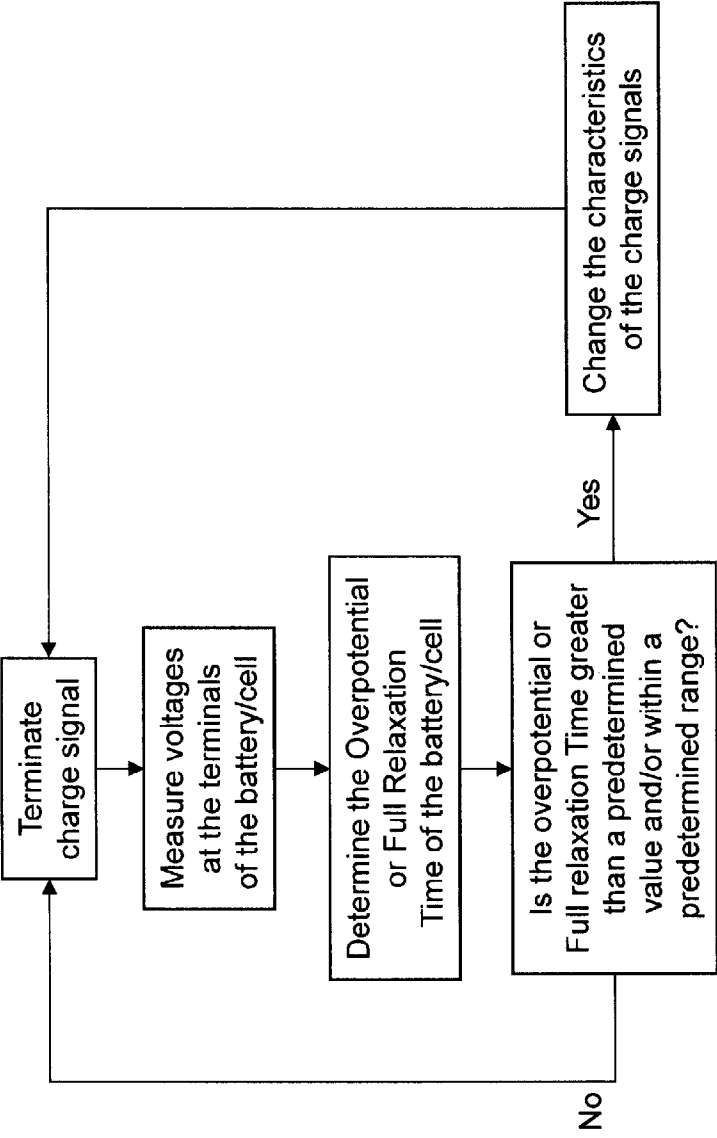 Terminate
charge signal
Measure voltages
at the terminals
of the battery/cell
Determine the Overpotential
or Full Relaxation
Time of the battery/cell
Is the overpotential or
Full relaxation Time greater
than a predetermined
value and/or within a
predetermined range?
No
Yes
Change the characteristics
of the charge signals